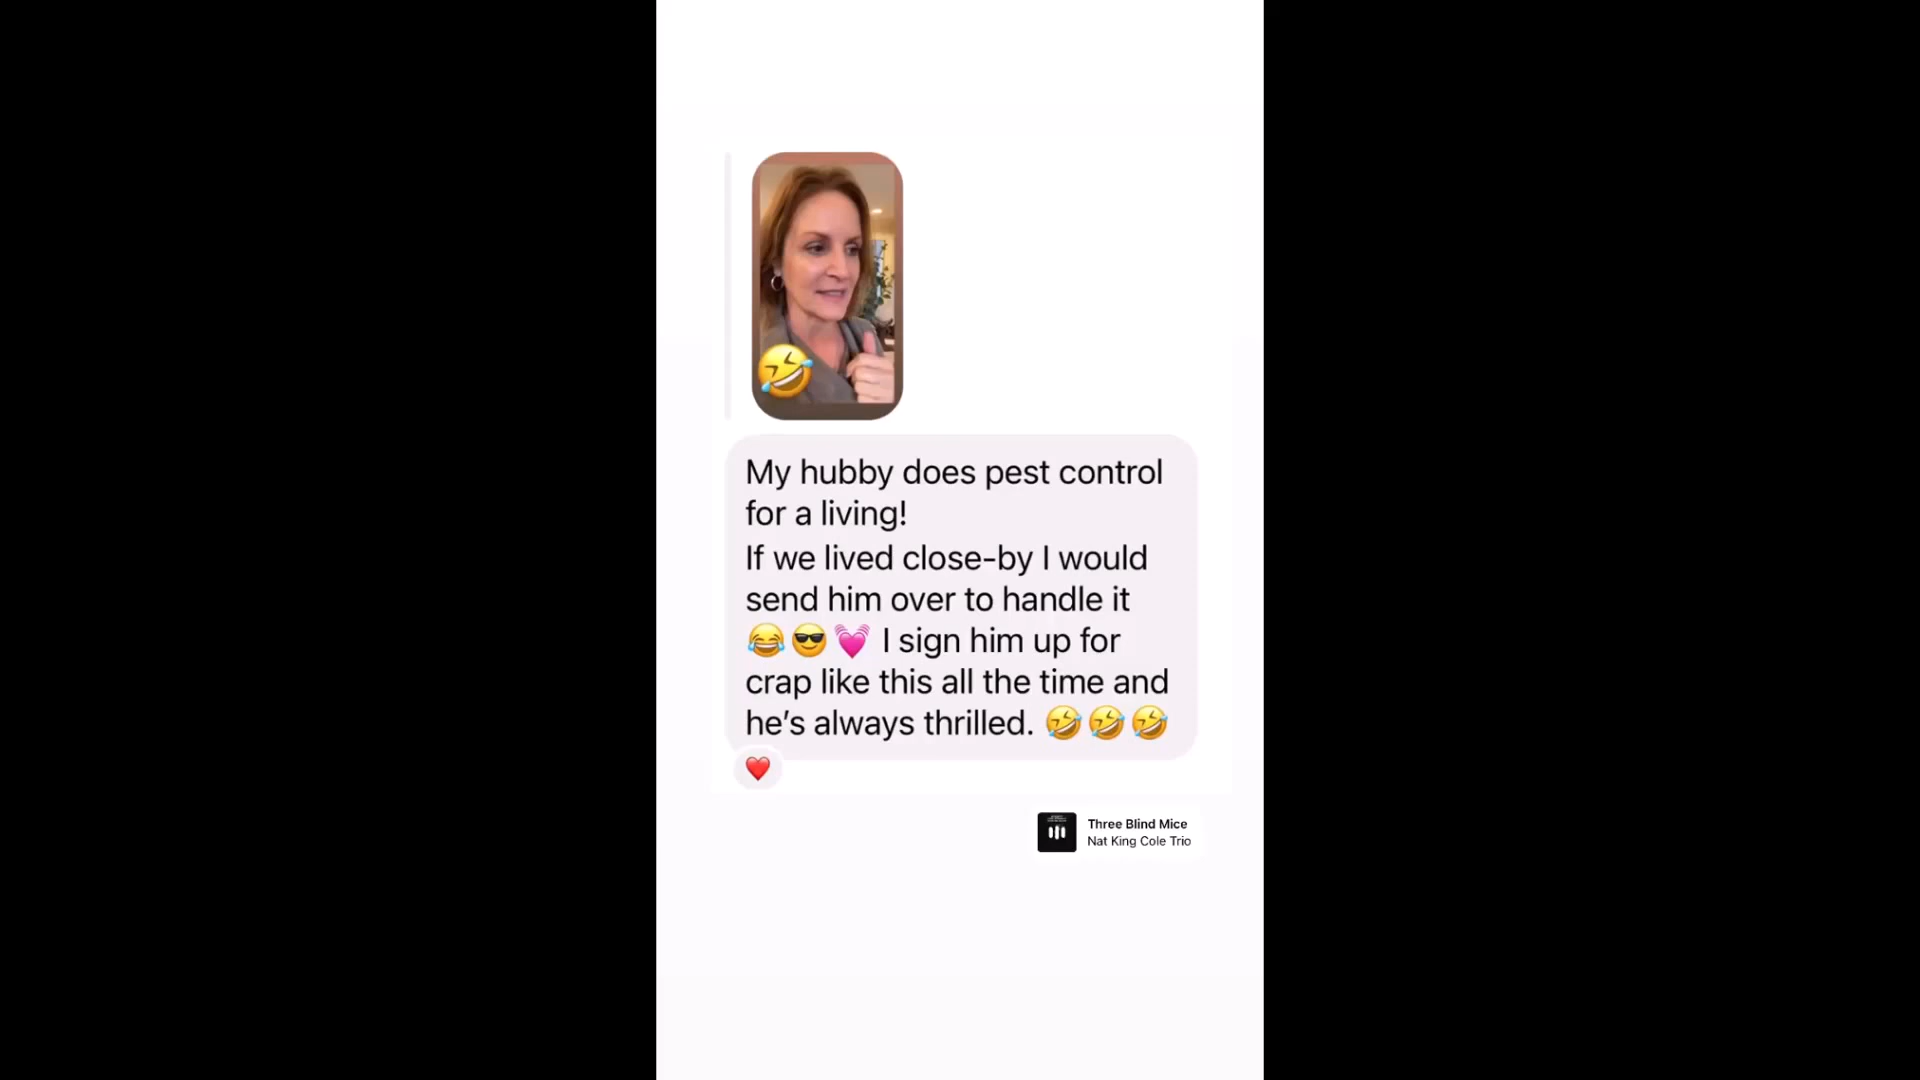 My hubby does pest control
for a living!
If we lived close-by I would
send him over to handle it
😂😎💓 I sign him up for
crap like this all the time and
he’s always thrilled. 🤣🤣🤣
Three Blind Mice
Nat King Cole Trio